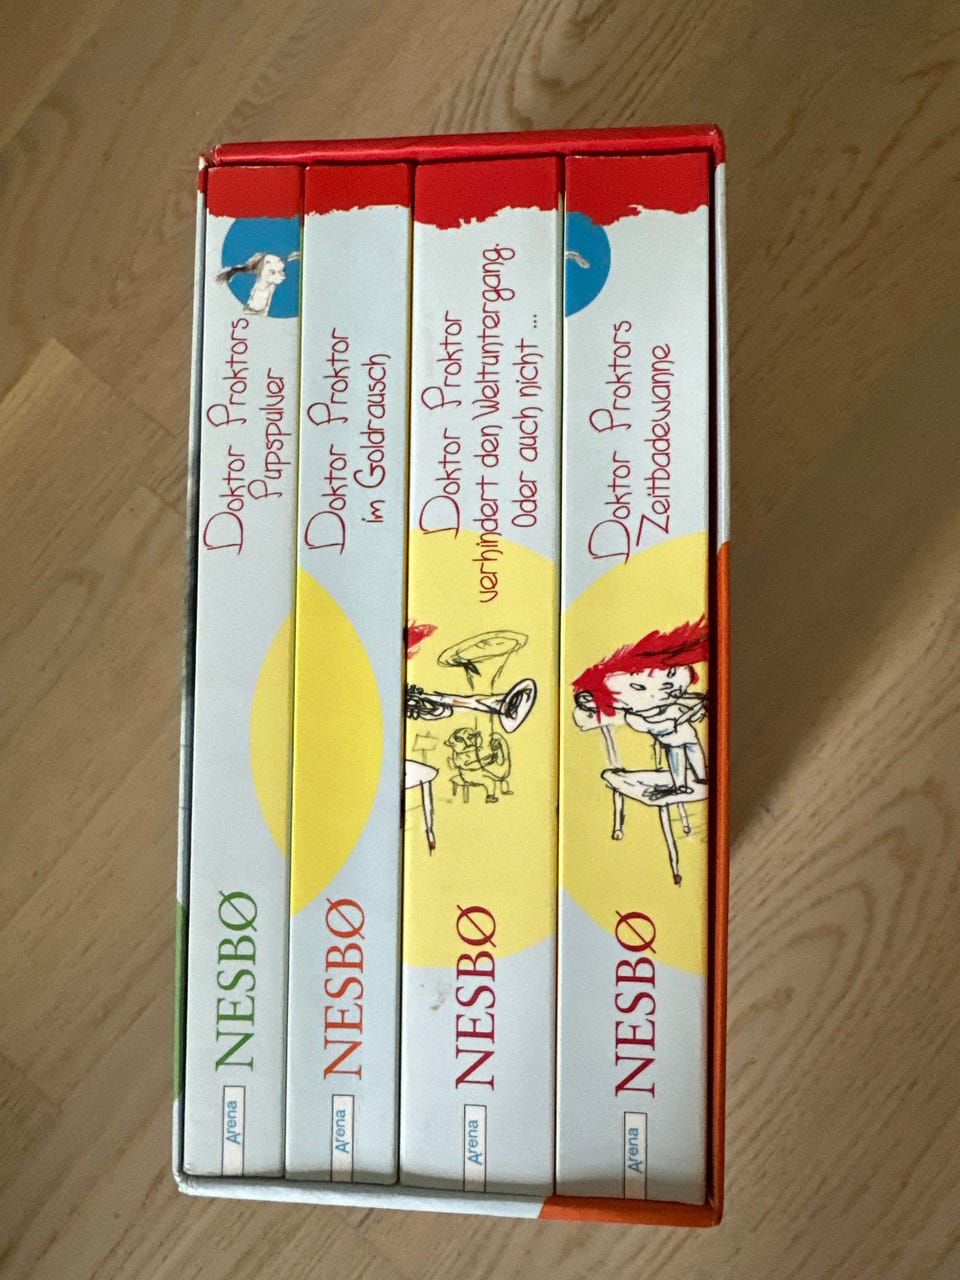 Doktor Proktors
Pupspulver
NESBØ
Arena
Doktor Proktor
im Goldrausch
NESBØ
Arena
Doktor Proktor
verhindert den Weltuntergang.
Oder auch nicht ...
NESBØ
Arena
Doktor Proktors
Zeitbadewanne
NESBØ
Arena